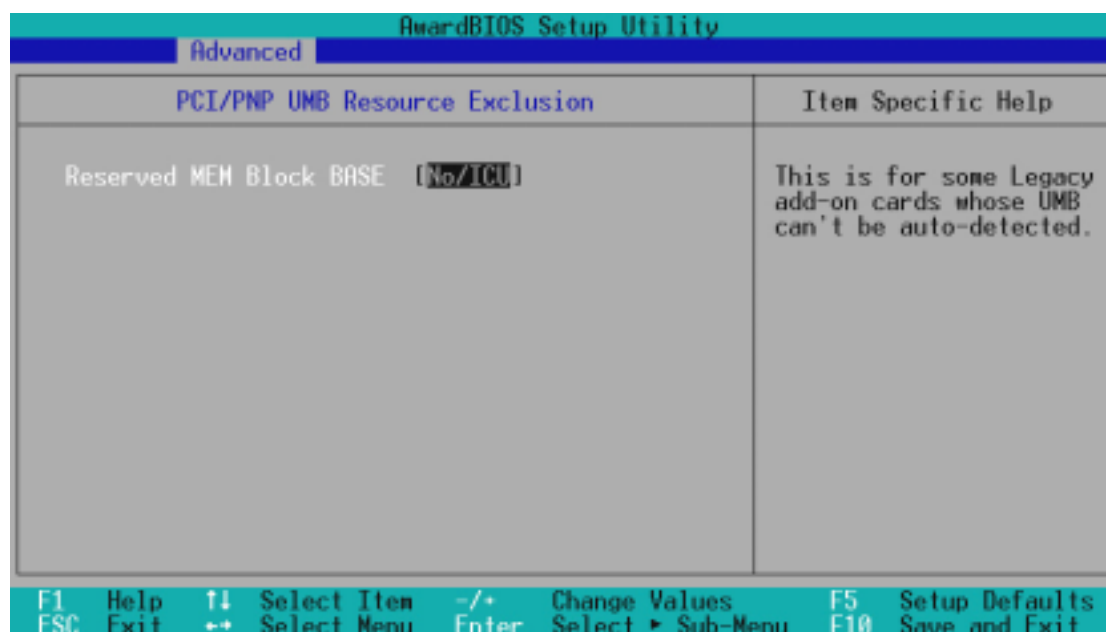 AwardBIOS Setup Utility
Advanced
PCI/PNP UMB Resource Exclusion
Item Specific Help
Reserved MEM Block BASE [No/ICU]
This is for some Legacy
add-on cards whose UMB
can't be auto-detected.
F1 Help ↑↓ Select Item -/+ Change Values F5 Setup Defaults
ESC Exit ←→ Select Menu Enter Select ► Sub-Menu F10 Save and Exit